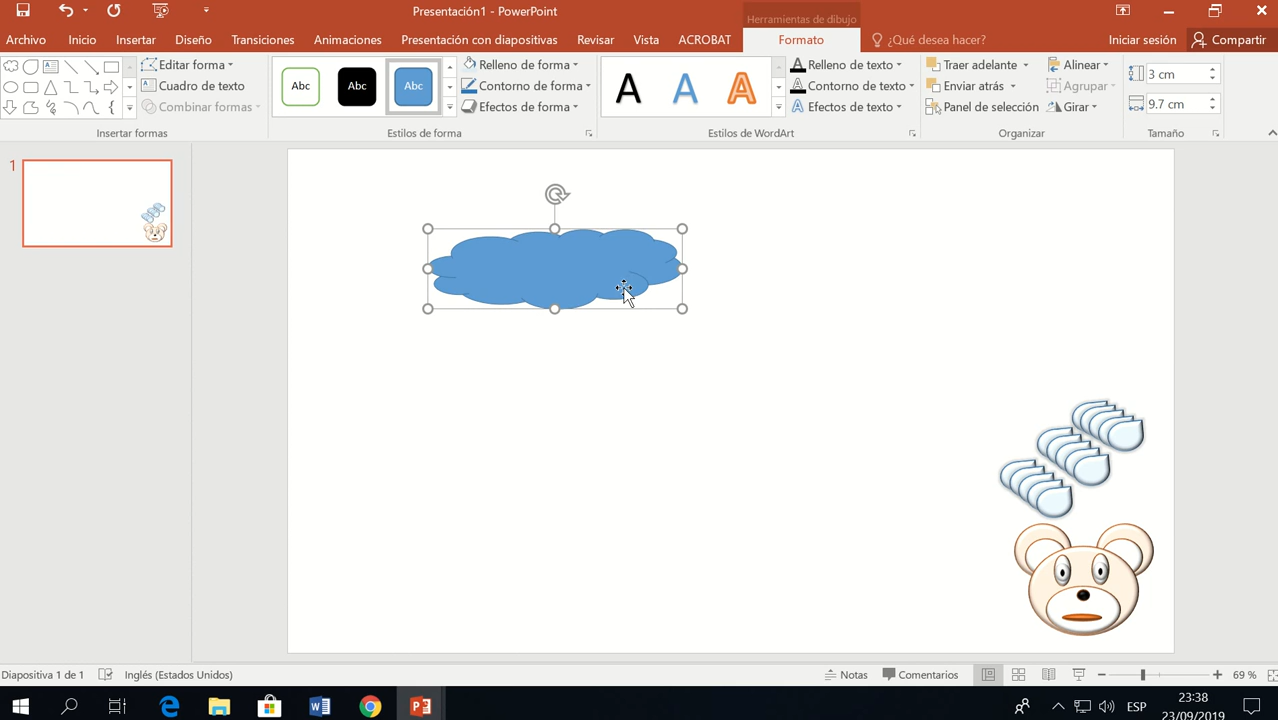 Presentación1 - PowerPoint
Herramientas de dibujo
Archivo Inicio Insertar Diseño Transiciones Animaciones Presentación con diapositivas Revisar Vista ACROBAT Formato ¿Qué desea hacer? Iniciar sesión Compartir
Editar forma Relleno de forma Relleno de texto Traer adelante Alinear 3 cm
Abc Abc Abc A A A
Cuadro de texto Contorno de forma Contorno de texto Enviar atrás Agrupar
Combinar formas Efectos de forma Efectos de texto Panel de selección Girar 9.7 cm
Insertar formas Estilos de forma Estilos de WordArt Organizar Tamaño
1
Diapositiva 1 de 1 Inglés (Estados Unidos) Notas Comentarios 69 %
ESP
23:38
23/09/2019